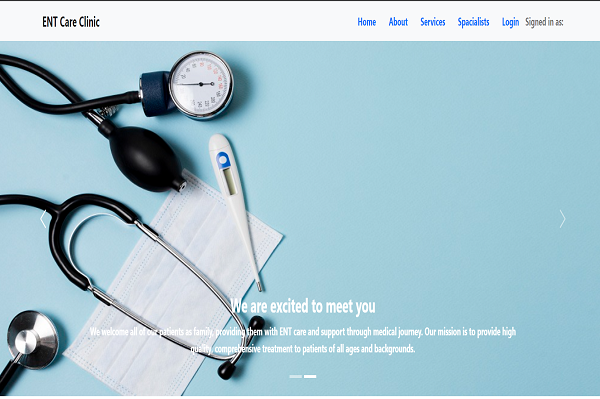 ENT Care Clinic
Home About Services Spacialists Login Signed in as:
We are excited to meet you
We welcome all of our patients as family, providing them with ENT care and support through medical journey. Our mission is to provide high
quality, comprehensive treatment to patients of all ages and backgrounds.